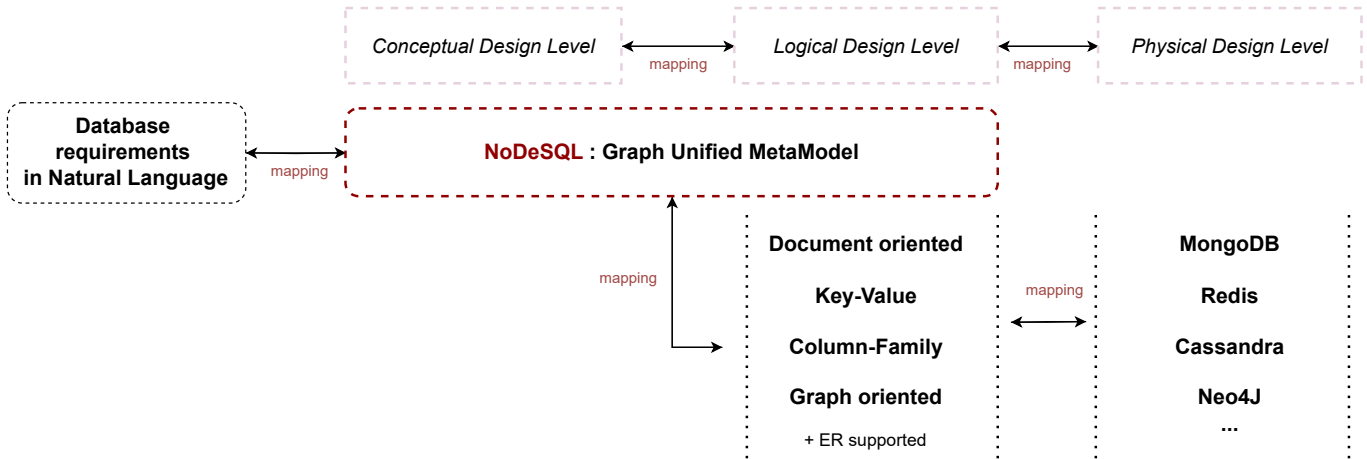 Conceptual Design Level
mapping
Logical Design Level
mapping
Physical Design Level
Database
requirements
in Natural Language
mapping
NoDeSQL : Graph Unified MetaModel
mapping
Document oriented
Key-Value
Column-Family
Graph oriented
+ ER supported
mapping
MongoDB
Redis
Cassandra
Neo4J
...